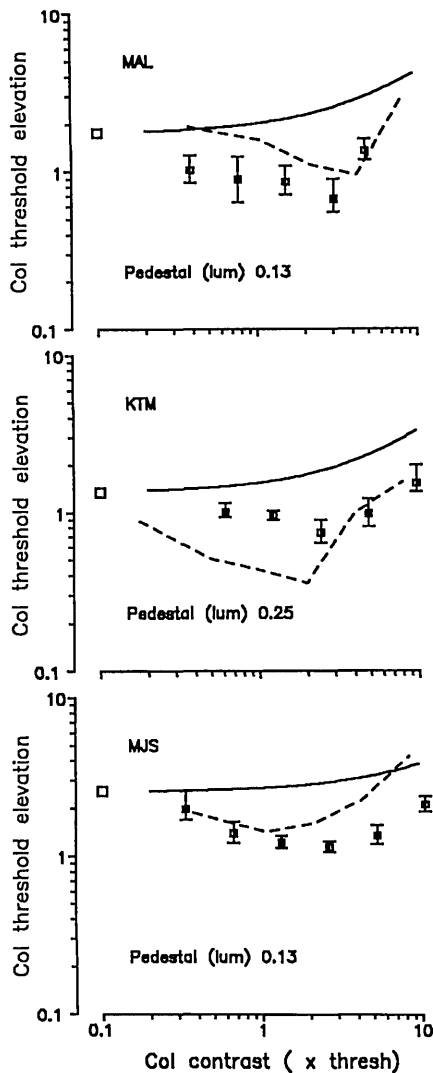 10
MAL
Col threshold elevation
1
Pedestal (lum) 0.13
0.1
10
KTM
Col threshold elevation
1
Pedestal (lum) 0.25
0.1
10
MJS
Col threshold elevation
1
Pedestal (lum) 0.13
0.1
0.1 1 10
Col contrast ( x thresh)